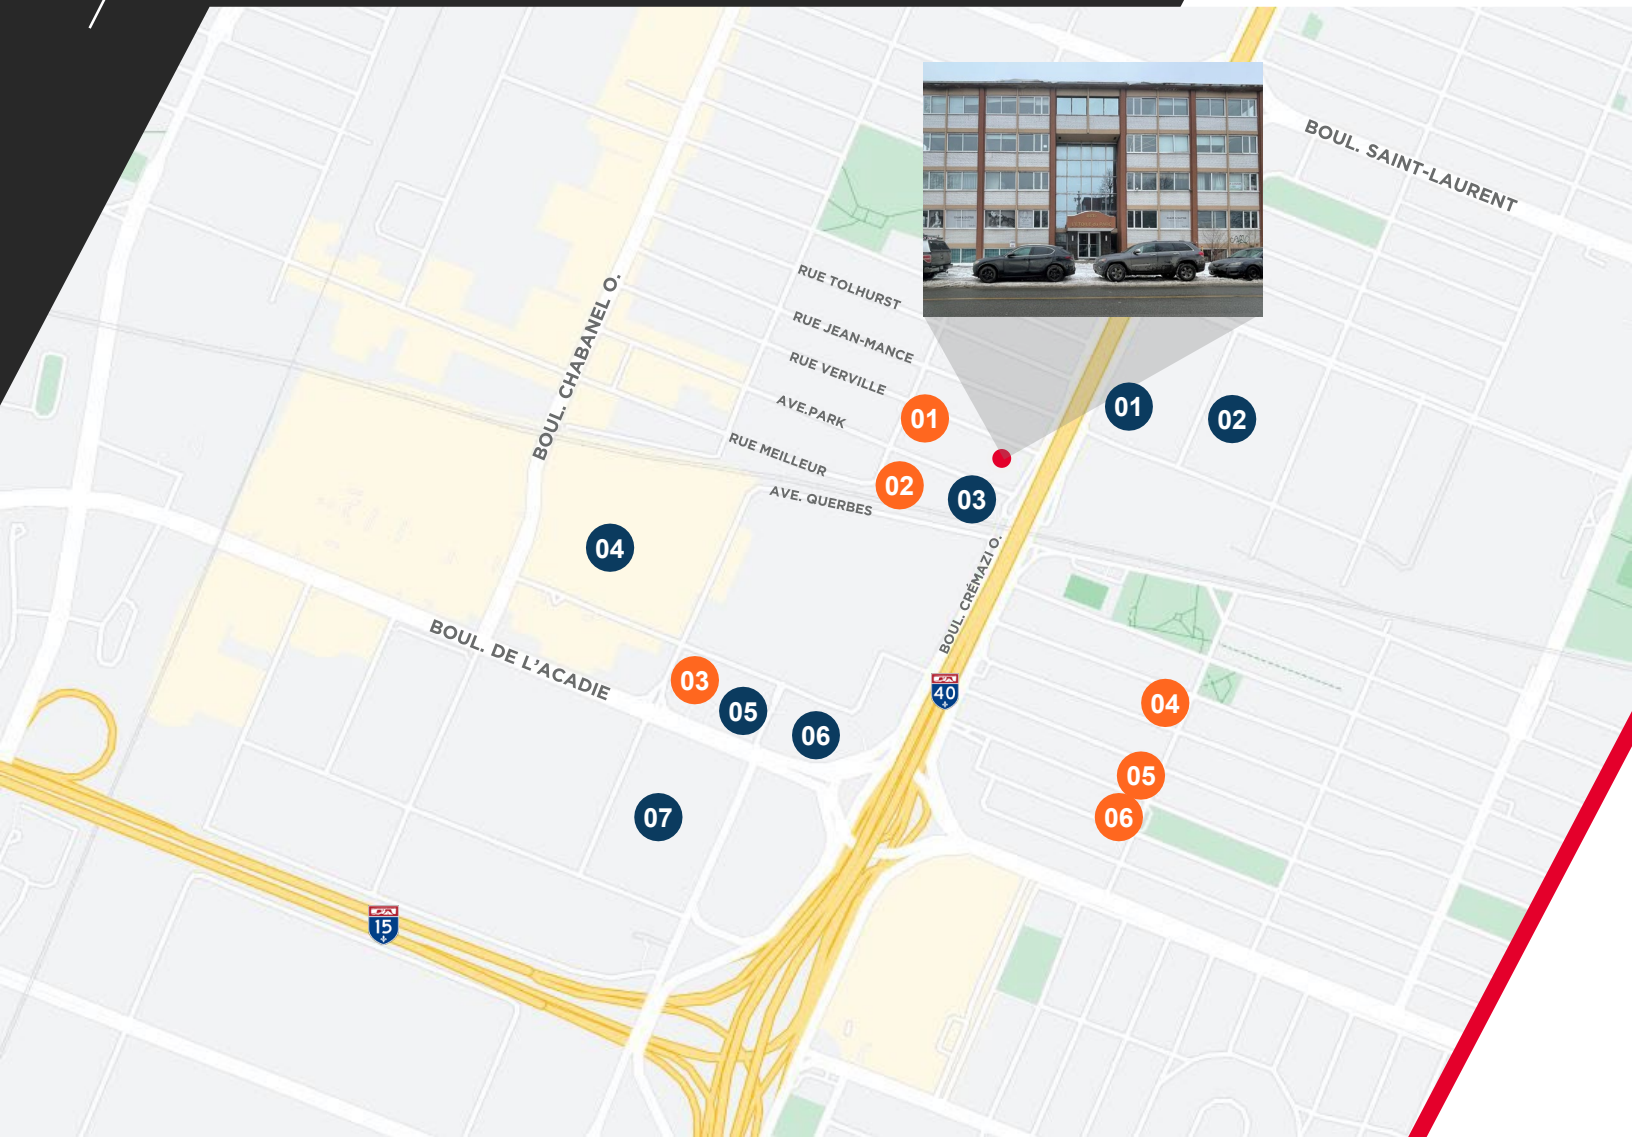 BOUL. SAINT-LAURENT
RUE TOLHURST
BOUL. CHABANEL O.
RUE JEAN-MANCE
RUE VERVILLE
AVE.PARK
01
01
02
RUE MEILLEUR
02
03
AVE. QUERBES
04
BOUL. CRÉMAZI O.
BOUL. DE L'ACADIE
03
05
06
40
04
05
06
07
15